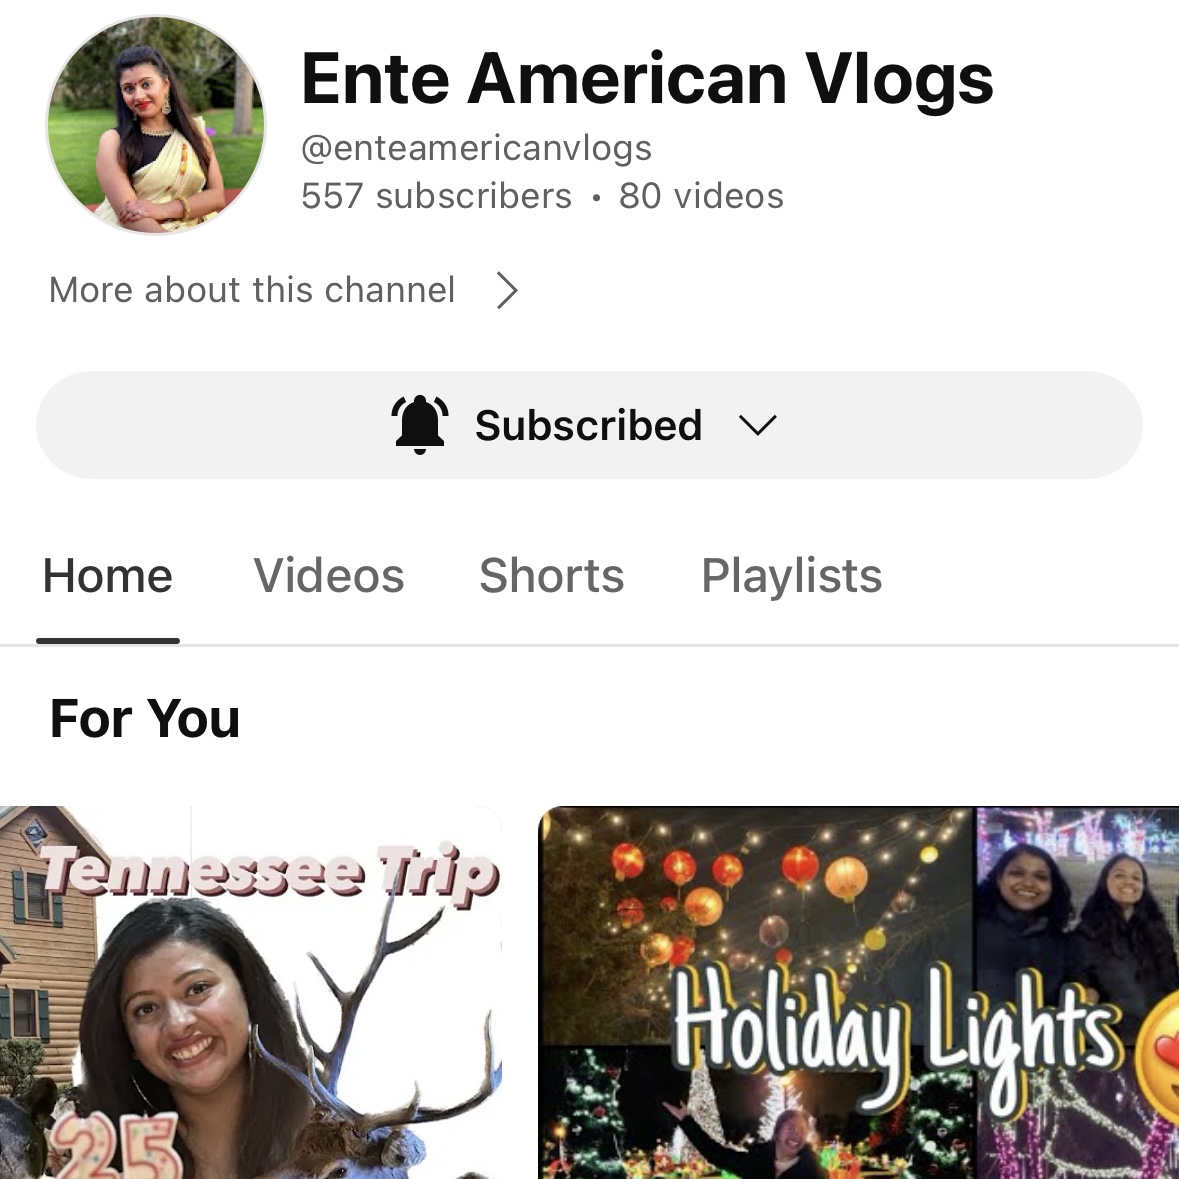 Ente American Vlogs
@enteamericanvlogs
557 subscribers • 80 videos
More about this channel
Subscribed
Home Videos Shorts Playlists
For You
Tennessee Trip
25
Holiday Lights